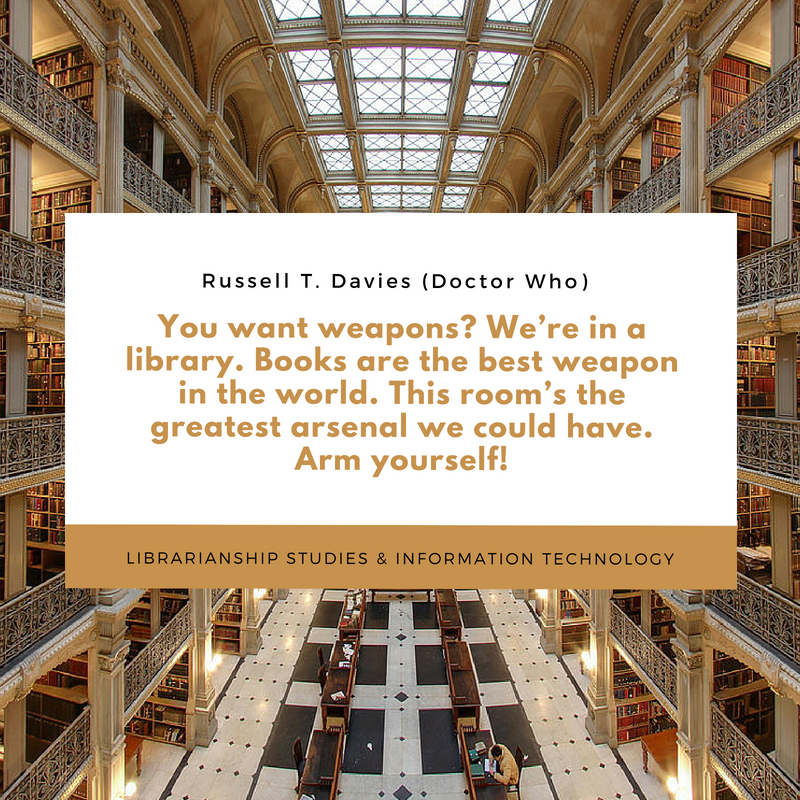 Russell T. Davies (Doctor Who)
You want weapons? We’re in a
library. Books are the best weapon
in the world. This room’s the
greatest arsenal we could have.
Arm yourself!
LIBRARIANSHIP STUDIES & INFORMATION TECHNOLOGY